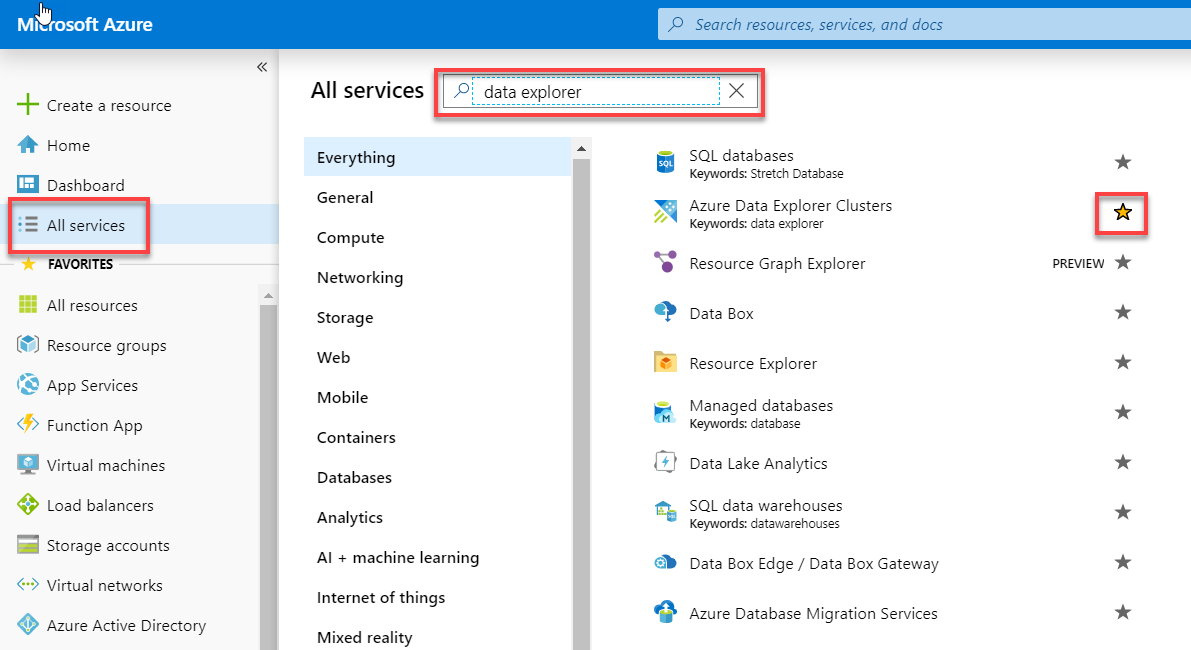 Microsoft Azure
Search resources, services, and docs
Create a resource
Home
Dashboard
All services
FAVORITES
All resources
Resource groups
App Services
Function App
Virtual machines
Load balancers
Storage accounts
Virtual networks
Azure Active Directory
All services
data explorer
Everything
General
Compute
Networking
Storage
Web
Mobile
Containers
Databases
Analytics
AI + machine learning
Internet of things
Mixed reality
SQL databases
Keywords: Stretch Database
Azure Data Explorer Clusters
Keywords: data explorer
Resource Graph Explorer PREVIEW
Data Box
Resource Explorer
Managed databases
Keywords: database
Data Lake Analytics
SQL data warehouses
Keywords: datawarehouses
Data Box Edge / Data Box Gateway
Azure Database Migration Services